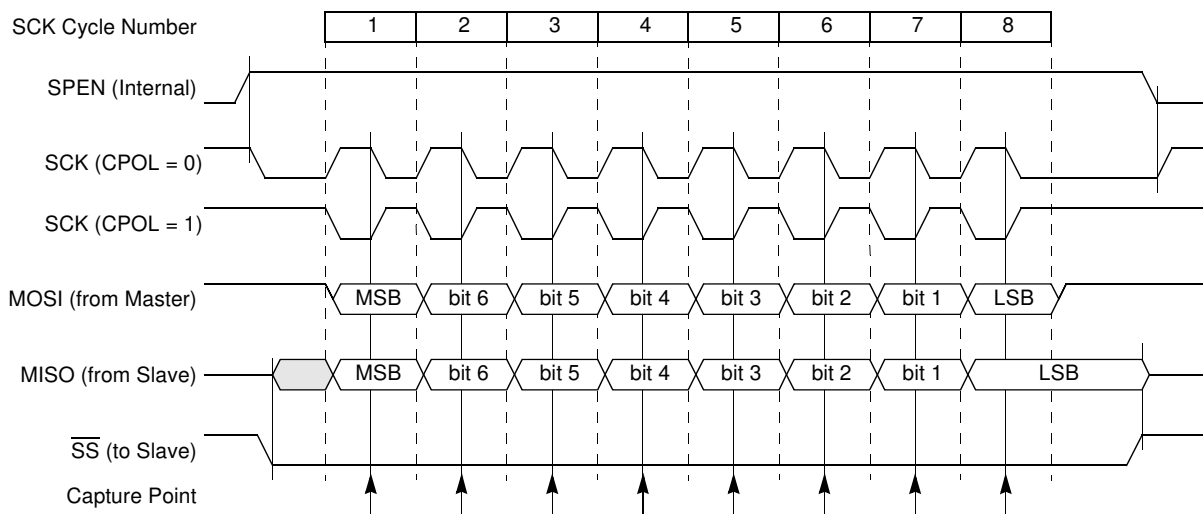 SCK Cycle Number 1 2 3 4 5 6 7 8
SPEN (Internal)
SCK (CPOL = 0)
SCK (CPOL = 1)
MOSI (from Master) MSB bit 6 bit 5 bit 4 bit 3 bit 2 bit 1 LSB
MISO (from Slave) MSB bit 6 bit 5 bit 4 bit 3 bit 2 bit 1 LSB
S̅S̅ (to Slave)
Capture Point